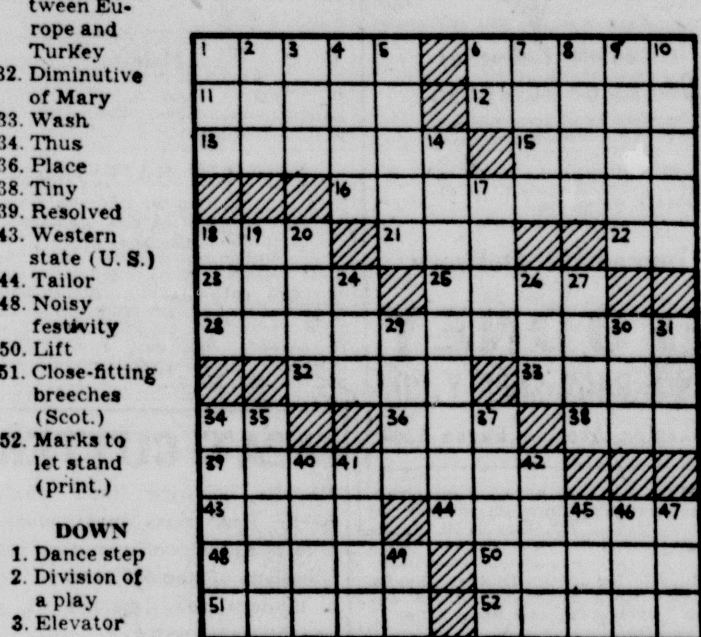 tween Eu-
rope and
Turkey
32. Diminutive
of Mary
33. Wash
34. Thus
36. Place
38. Tiny
39. Resolved
43. Western
state (U. S.)
44. Tailor
48. Noisy
festivity
50. Lift
51. Close-fitting
breeches
(Scot.)
52. Marks to
let stand
(print.)
DOWN
1. Dance step
2. Division of
a play
3. Elevator
1 2 3 4 5 6 7 8 9 10
11 12
13 14 15
16 17
18 19 20 21 22
23 24 25 26 27
28 29 30 31
32 33
34 35 36 37 38
39 40 41 42
43 44 45 46 47
48 49 50
51 52